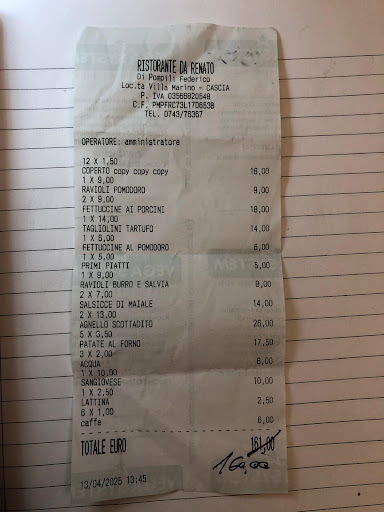 RISTORANTE DA RENATO
Di Pompili Federico
Loc.ta Villa Marino - CASCIA
P. IVA 03566820548
C.F. PMPFRC73L17D653B
TEL. 0743/76367
OPERATORE: amministratore
12 X 1,50
COPERTO copy copy copy 18,00
1 X 9,00
RAVIOLI POMODORO 9,00
2 X 9,00
FETTUCCINE AI PORCINI 18,00
1 X 14,00
TAGLIOLINI TARTUFO 14,00
1 X 6,00
FETTUCCINE AL POMODORO 6,00
1 X 5,00
PRIMI PIATTI 5,00
1 X 9,00
RAVIOLI BURRO E SALVIA 9,00
2 X 7,00
SALSICCE DI MAIALE 14,00
2 X 13,00
AGNELLO SCOTTADITO 26,00
5 X 3,50
PATATE AL FORNO 17,50
3 X 2,00
ACQUA 6,00
1 X 10,00
SANGIOVESE 10,00
1 X 2,50
LATTINA 2,50
6 X 1,00
caffe 6,00
TOTALE EURO 161,00
160,00
13/04/2025 13:45